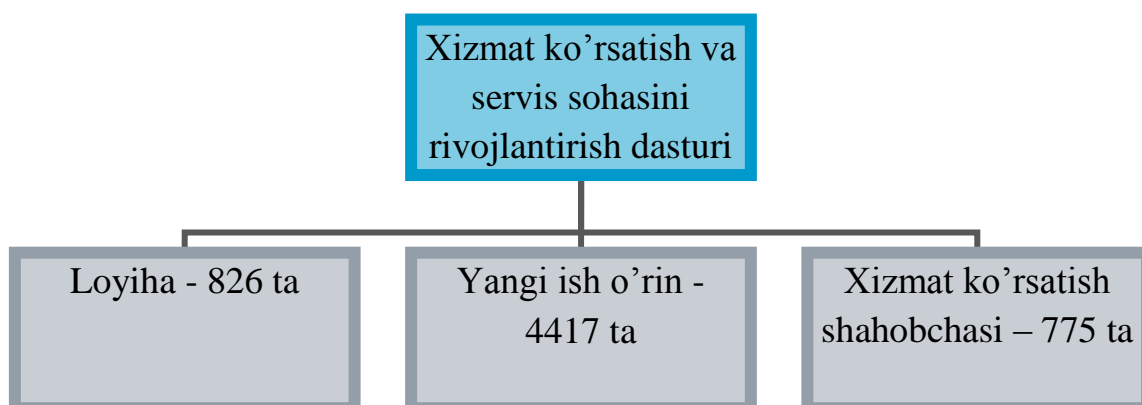 Xizmat ko’rsatish va
servis sohasini
rivojlantirish dasturi
Loyiha - 826 ta
Yangi ish o’rin -
4417 ta
Xizmat ko’rsatish
shahobchasi – 775 ta